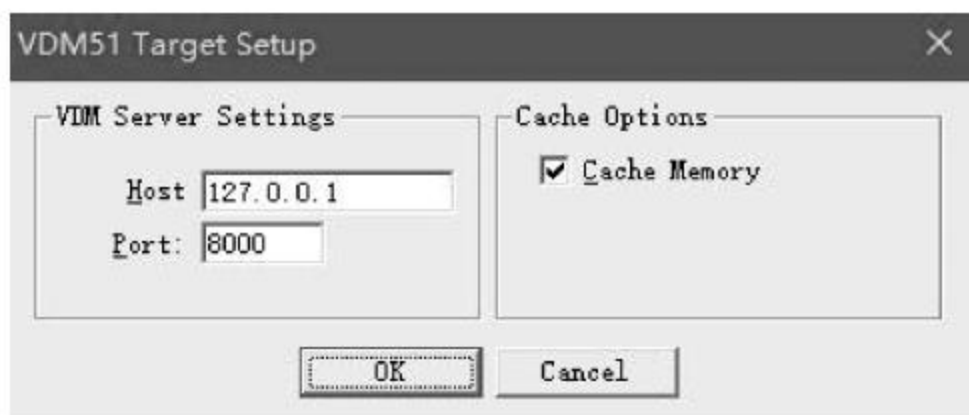 VDM51 Target Setup
VDM Server Settings
Host 127.0.0.1
Port: 8000
Cache Options
Cache Memory
OK
Cancel